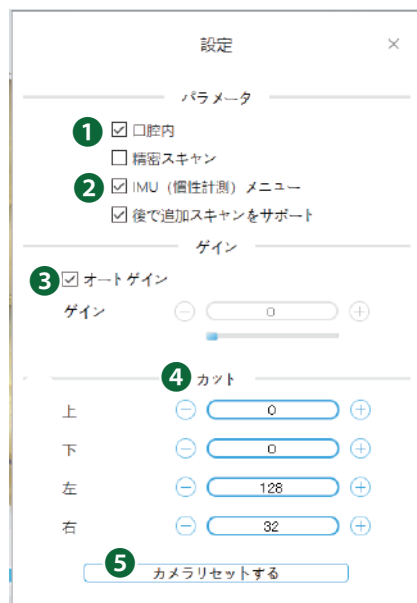 設定 ×
パラメータ
1 口腔内
精密スキャン
2 IMU（慣性計測）メニュー
後で追加スキャンをサポート
ゲイン
3 オートゲイン
ゲイン 0
4 カット
上 0
下 0
左 128
右 32
5 カメラリセットする